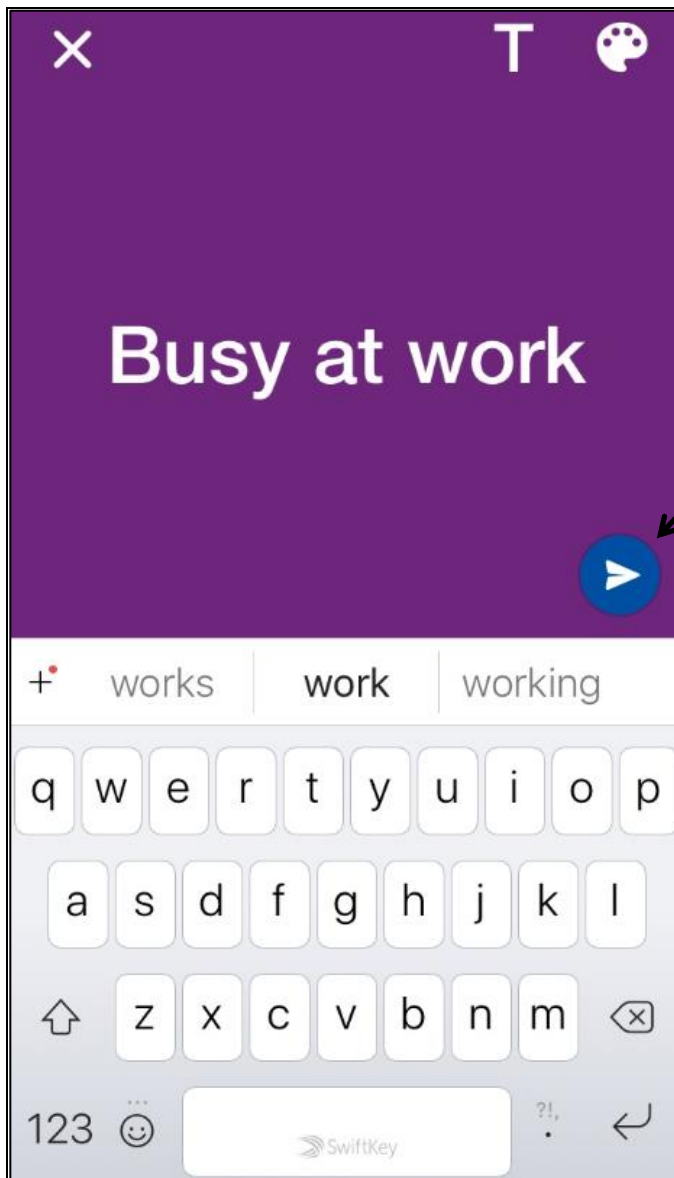 T
Busy at work
works work working
q w e r t y u i o p
a s d f g h j k l
z x c v b n m
?!,
123 SwiftKey .